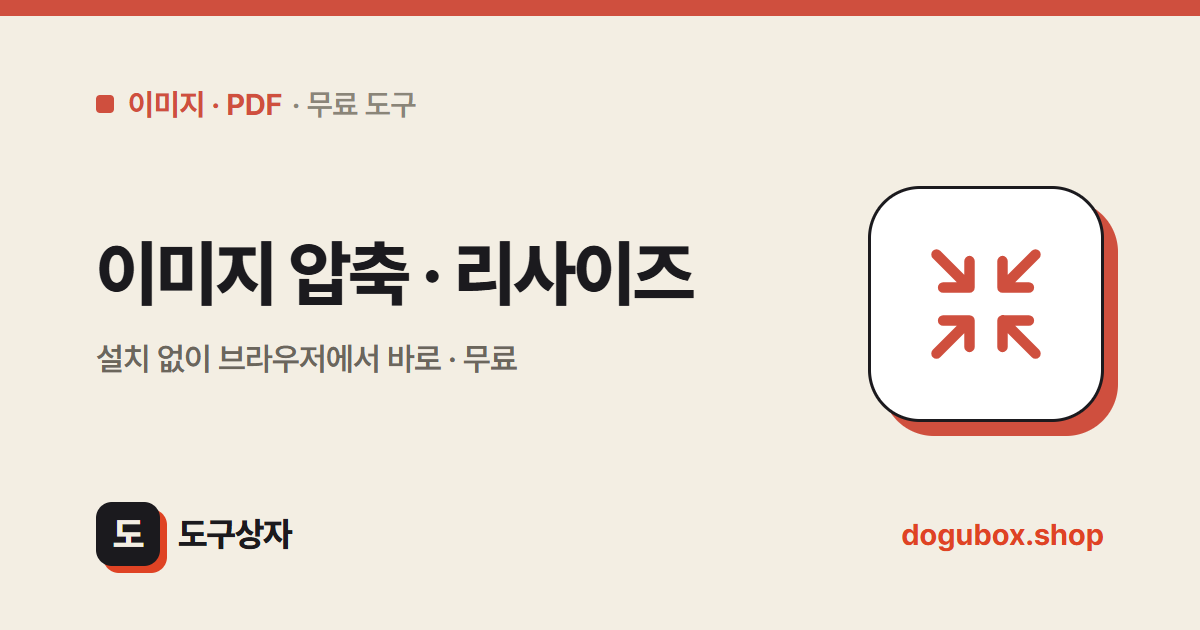 이미지 · PDF · 무료 도구
이미지 압축 · 리사이즈
설치 없이 브라우저에서 바로 · 무료
도 도구상자
dogubox.shop